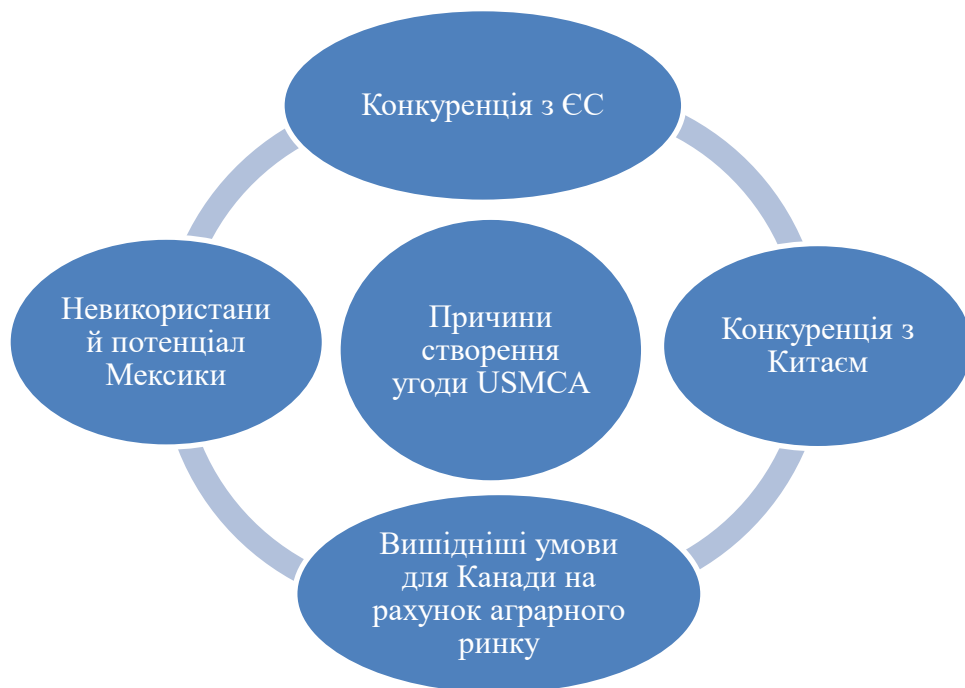 Конкуренція з ЄС
Невикористани
й потенціал
Мексики
Причини
створення
угоди USMCA
Конкуренція з
Китаєм
Вишідніші умови
для Канади на
рахунок аграрного
ринку